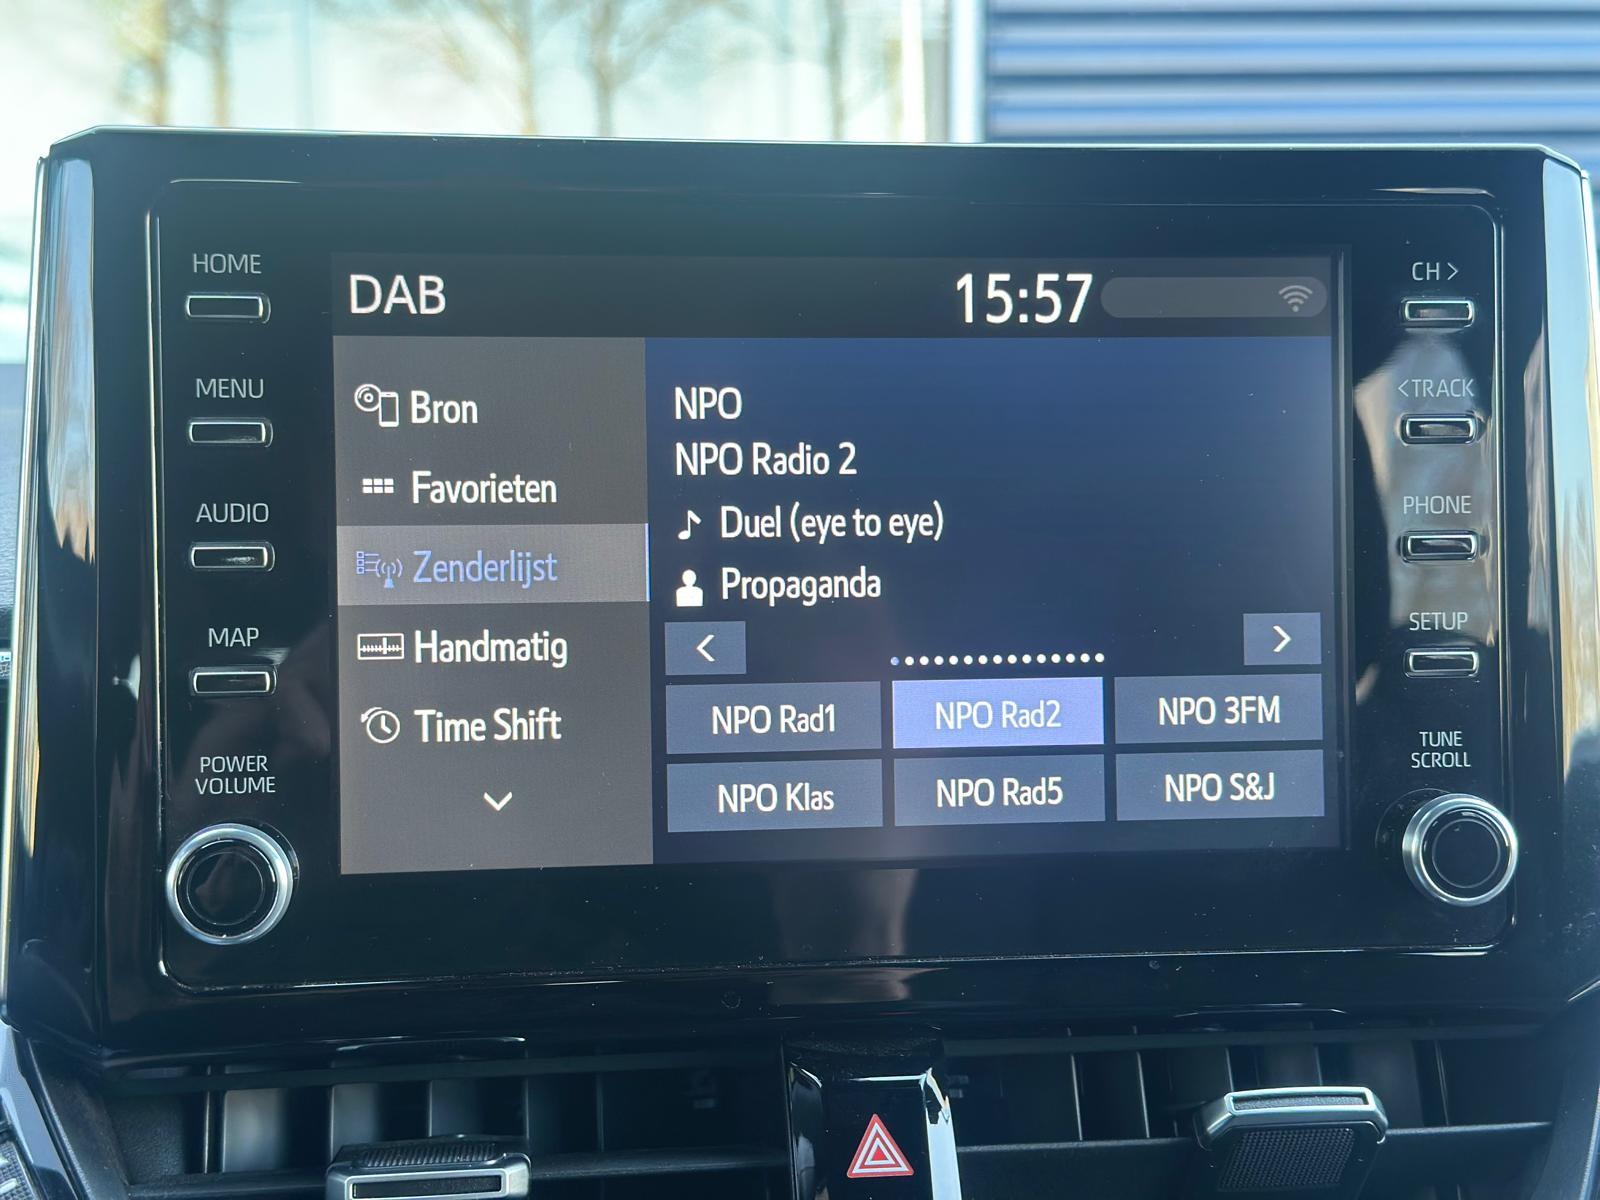 HOME
MENU
AUDIO
MAP
POWER
VOLUME
DAB
15:57
Bron
Favorieten
Zenderlijst
Handmatig
Time Shift
NPO
NPO Radio 2
Duel (eye to eye)
Propaganda
<
>
NPO Rad1
NPO Rad2
NPO 3FM
NPO Klas
NPO Rad5
NPO S&J
CH >
<TRACK
PHONE
SETUP
TUNE
SCROLL